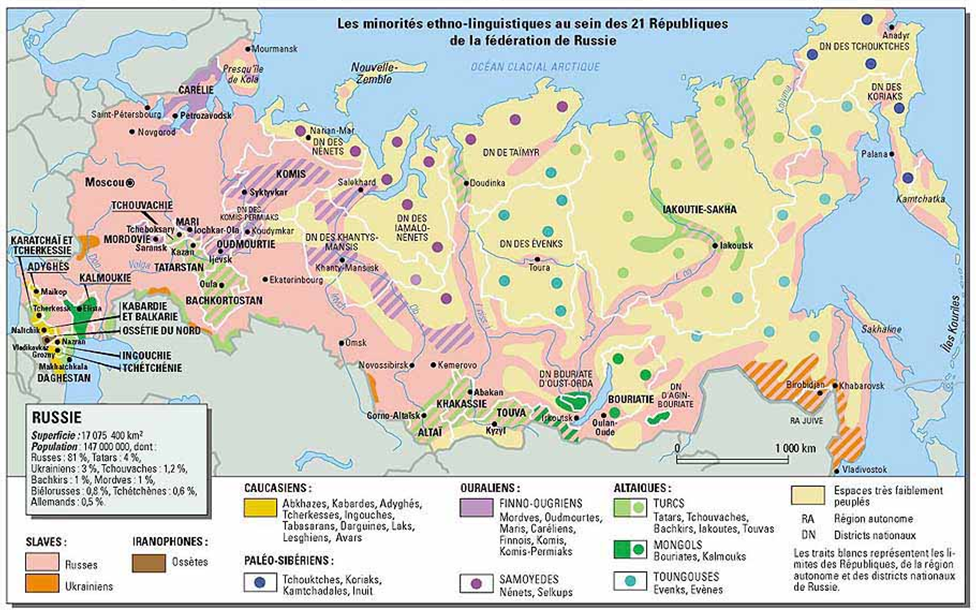 Les minorités ethno-linguistiques au sein des 21 Républiques
de la fédération de Russie
Mourmansk
Presqu'île
de Kola
Nouvelle-
Zemble
OCÉAN GLACIAL ARCTIQUE
Anadyr
DN DES TCHOUKTCHES
DN DES
KORIAKS
CARÉLIE
Saint-Pétersbourg
Petrozavodsk
Novgorod
Narian-Mar
DN DES
NÉNETS
DN DE TAÏMYR
Palana
Kamtchatka
Moscou
KOMIS
Syktyvkar
Salekhard
Doudinka
IAKOUTIE-SAKHA
Iakoutsk
TCHOUVACHIE
DN DES
KOMIS-PERMIAKS
Koudymkar
DN DES
IAMALO-
NENETS
KARATCHAÏ ET
TCHERKESSIE
MORDOVIE
Tcheboksary
MARI
Iochkar-Ola
Saransk
Kazan
OUDMOURTIE
Ijevsk
DN DES KHANTYS-
MANSIS
Khanty-Mansisk
DN DES ÉVENKS
Toura
ADYGHÉS
KALMOUKIE
Don
Volga
TATARSTAN
Oufa
Ekaterinbourg
BACHKORTOSTAN
Maïkop
Tcherkessk
Elista
KABARDIE
ET BALKARIE
Naltchik
OSSÉTIE DU NORD
Vladikavkaz
Nazran
Grozny
INGOUCHIE
Makhatchkala
TCHÉTCHÉNIE
DAGHESTAN
Ob
Omsk
Novossibirsk
Kemerovo
Sakhaline
Îles Kouriles
DN BOURIATE
D'OUST-ORDA
BOURIATIE
DN
D'AGIN-
BOURIATE
Birobidjan
Khabarovsk
RA JUIVE
Abakan
KHAKASSIE
Gorno-Altaïsk
ALTAÏ
TOUVA
Kyzyl
Irkoutsk
Oulan-
Oude
Vladivostok
0
1 000 km
RUSSIE
Superficie : 17 075 400 km²
Population : 147 000 000, dont :
Russes : 81 %, Tatars : 4 %,
Ukrainiens : 3 %, Tchouvaches : 1,2 %,
Bachkirs : 1 %, Mordves : 1 %,
Biélorusses : 0,8 %, Tchétchènes : 0,6 %,
Allemands : 0,5 %.
SLAVES :
Russes
Ukrainiens
IRANOPHONES :
Ossètes
CAUCASIENS :
Abkhazes, Kabardes, Adyghés,
Tcherkesses, Ingouches,
Tabasarans, Darguines, Laks,
Lesghiens, Avars
PALÉO-SIBÉRIENS :
Tchouktches, Koriaks,
Kamtchadales, Inuit
OURALIENS :
FINNO-OUGRIENS
Mordves, Oudmourtes,
Maris, Caréliens,
Finnois, Komis,
Komis-Permiaks
SAMOYEDES
Nénets, Selkups
ALTAÏQUES :
TURCS
Tatars, Tchouvaches,
Bachkirs, Iakoutes, Touvas
MONGOLS
Bouriates, Kalmouks
TOUNGOUSES
Evenks, Evènes
Espaces très faiblement
peuplés
RA Région autonome
DN Districts nationaux
Les traits blancs représentent les li-
mites des Républiques, de la région
autonome et des districts nationaux
de Russie.